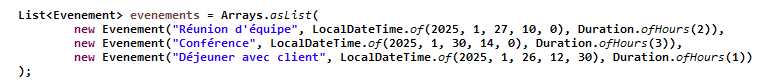 List<Evenement> evenements = Arrays.asList(
new Evenement("Réunion d'équipe", LocalDateTime.of(2025, 1, 27, 10, 0), Duration.ofHours(2)),
new Evenement("Conférence", LocalDateTime.of(2025, 1, 30, 14, 0), Duration.ofHours(3)),
new Evenement("Déjeuner avec client", LocalDateTime.of(2025, 1, 26, 12, 30), Duration.ofHours(1))
);